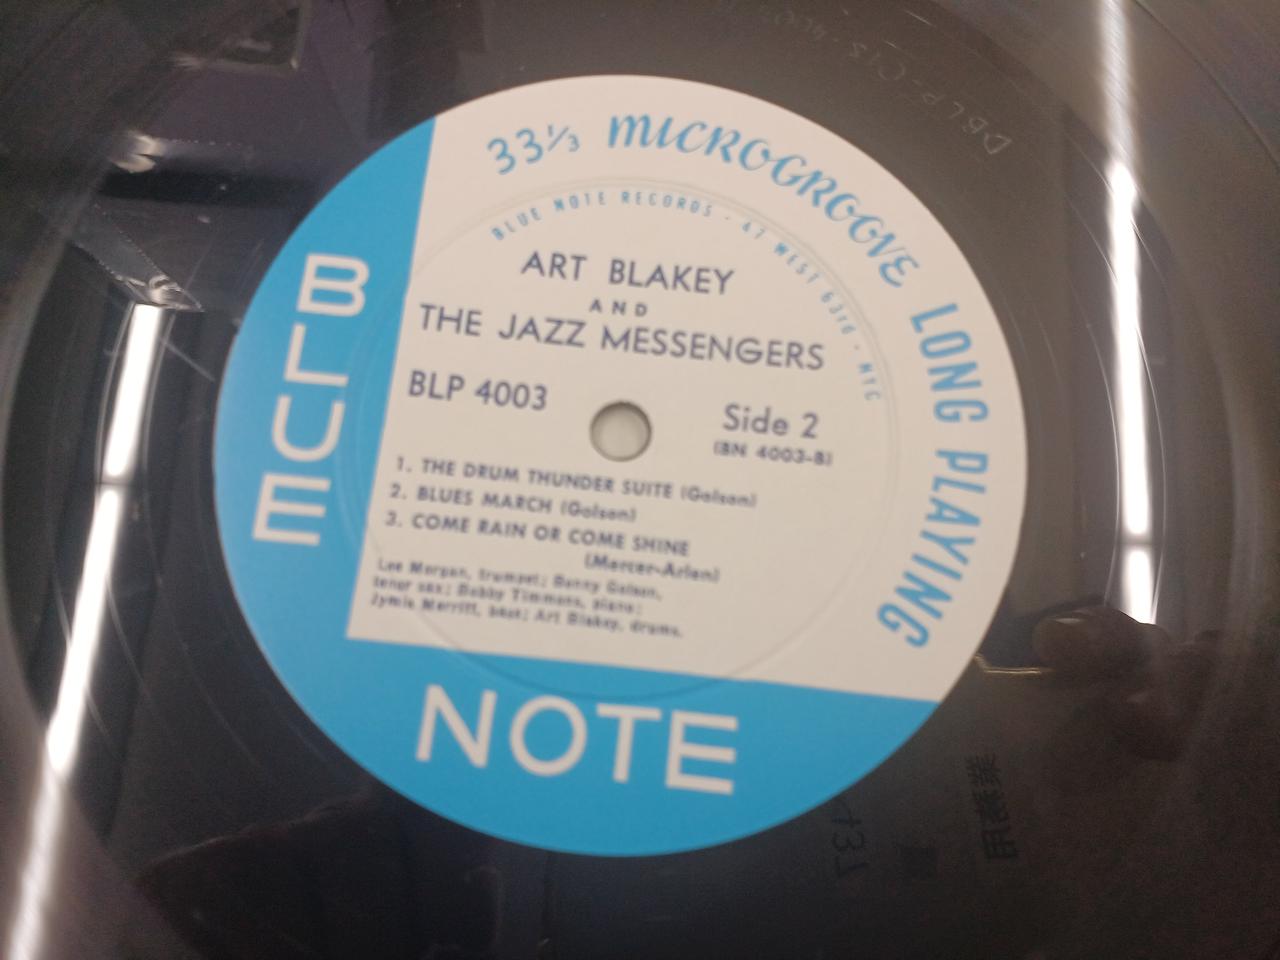 33⅓ MICROGROOVE LONG PLAYING
BLUE NOTE RECORDS · 47 WEST 63rd · NYC
ART BLAKEY
AND
THE JAZZ MESSENGERS
BLP 4003
Side 2
(BN 4003-B)
1. THE DRUM THUNDER SUITE (Golson)
2. BLUES MARCH (Golson)
3. COME RAIN OR COME SHINE
(Mercer-Arlen)
Lee Morgan, trumpet; Benny Golson,
tenor sax; Bobby Timmons, piano;
Jymie Merritt, bass; Art Blakey, drums.
BLUE
NOTE